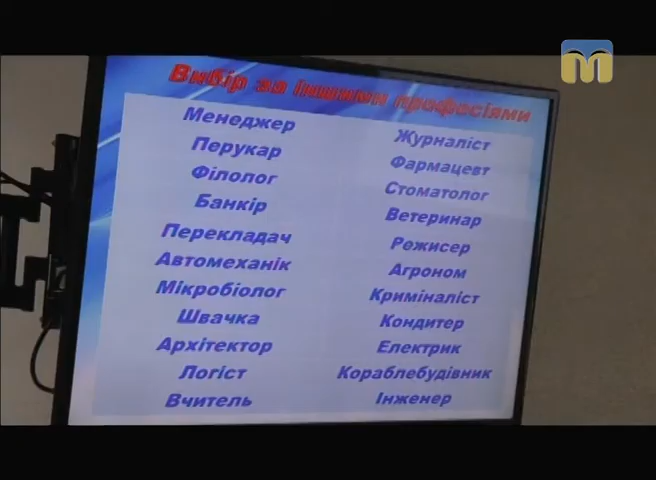 Вибір за іншими професіями
Менеджер
Перукар
Філолог
Банкір
Перекладач
Автомеханік
Мікробіолог
Швачка
Архітектор
Логіст
Вчитель
Журналіст
Фармацевт
Стоматолог
Ветеринар
Режисер
Агроном
Криміналіст
Кондитер
Електрик
Кораблебудівник
Інженер
М